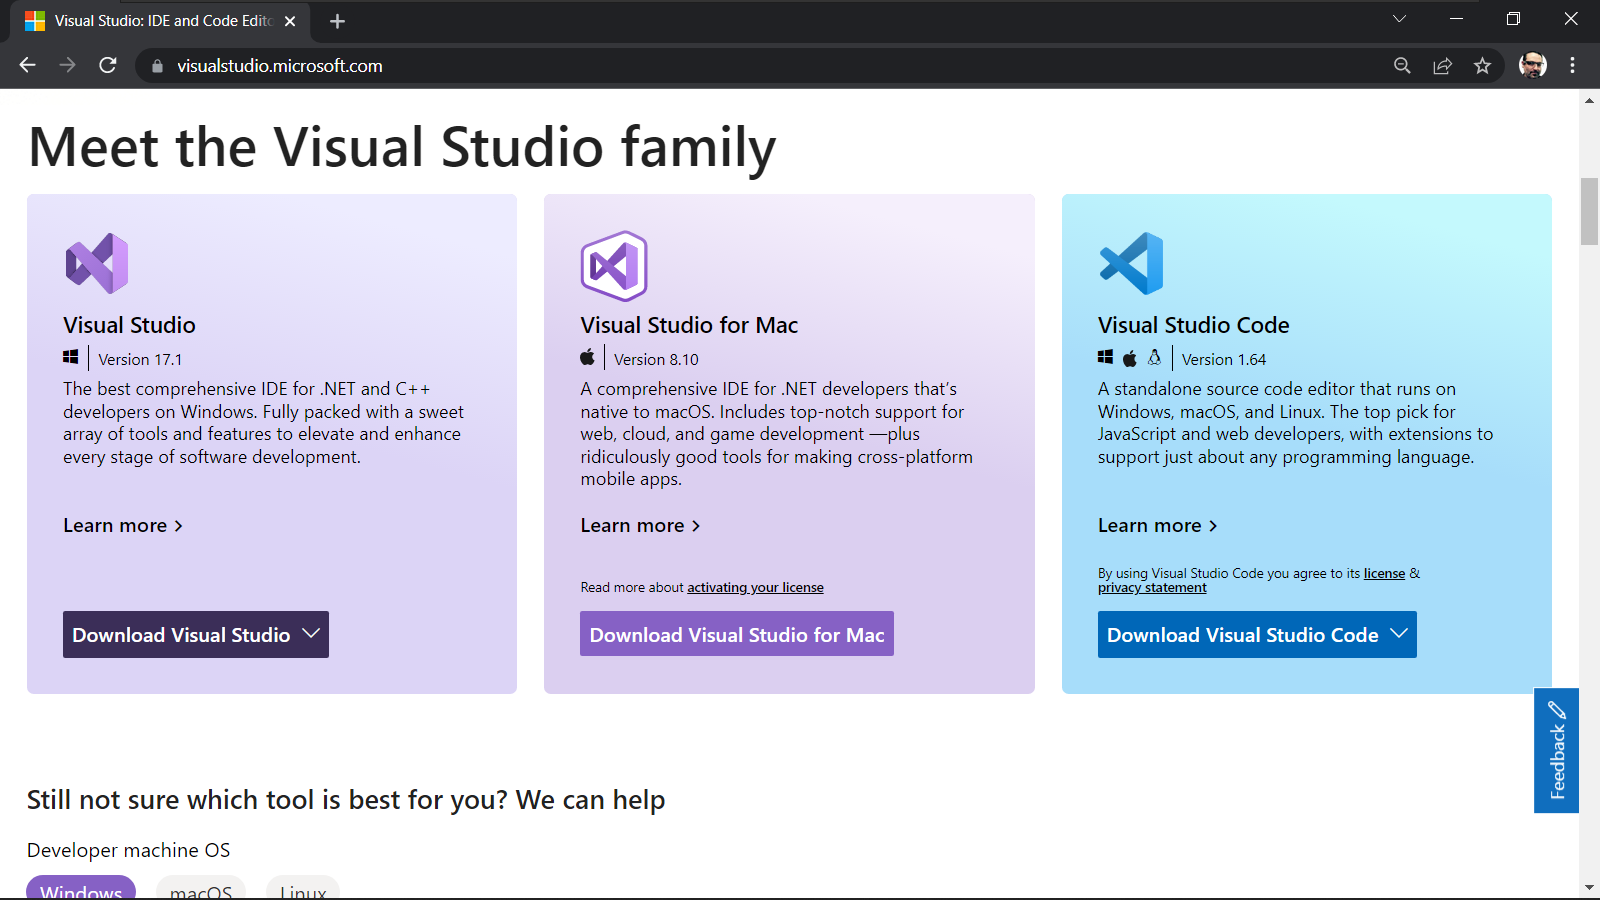 Visual Studio: IDE and Code Edito
visualstudio.microsoft.com
Meet the Visual Studio family
Visual Studio
Version 17.1
The best comprehensive IDE for .NET and C++
developers on Windows. Fully packed with a sweet
array of tools and features to elevate and enhance
every stage of software development.
Learn more
Download Visual Studio
Visual Studio for Mac
Version 8.10
A comprehensive IDE for .NET developers that's
native to macOS. Includes top-notch support for
web, cloud, and game development —plus
ridiculously good tools for making cross-platform
mobile apps.
Learn more
Read more about activating your license
Download Visual Studio for Mac
Visual Studio Code
Version 1.64
A standalone source code editor that runs on
Windows, macOS, and Linux. The top pick for
JavaScript and web developers, with extensions to
support just about any programming language.
Learn more
By using Visual Studio Code you agree to its license &
privacy statement
Download Visual Studio Code
Feedback
Still not sure which tool is best for you? We can help
Developer machine OS
Windows macOS Linux